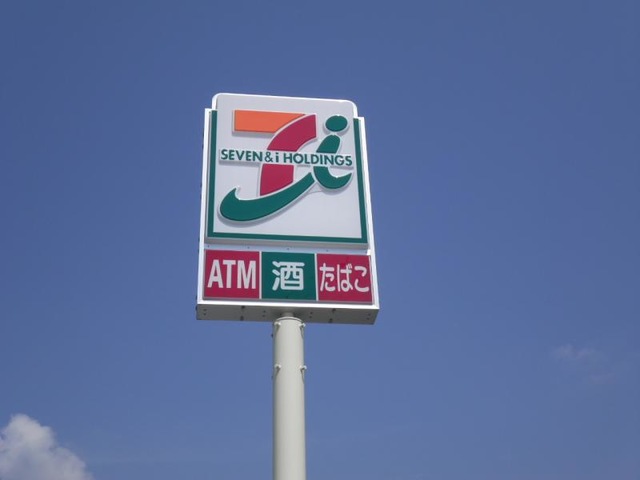 7i
SEVEN & i HOLDINGS
ATM 酒 たばこ